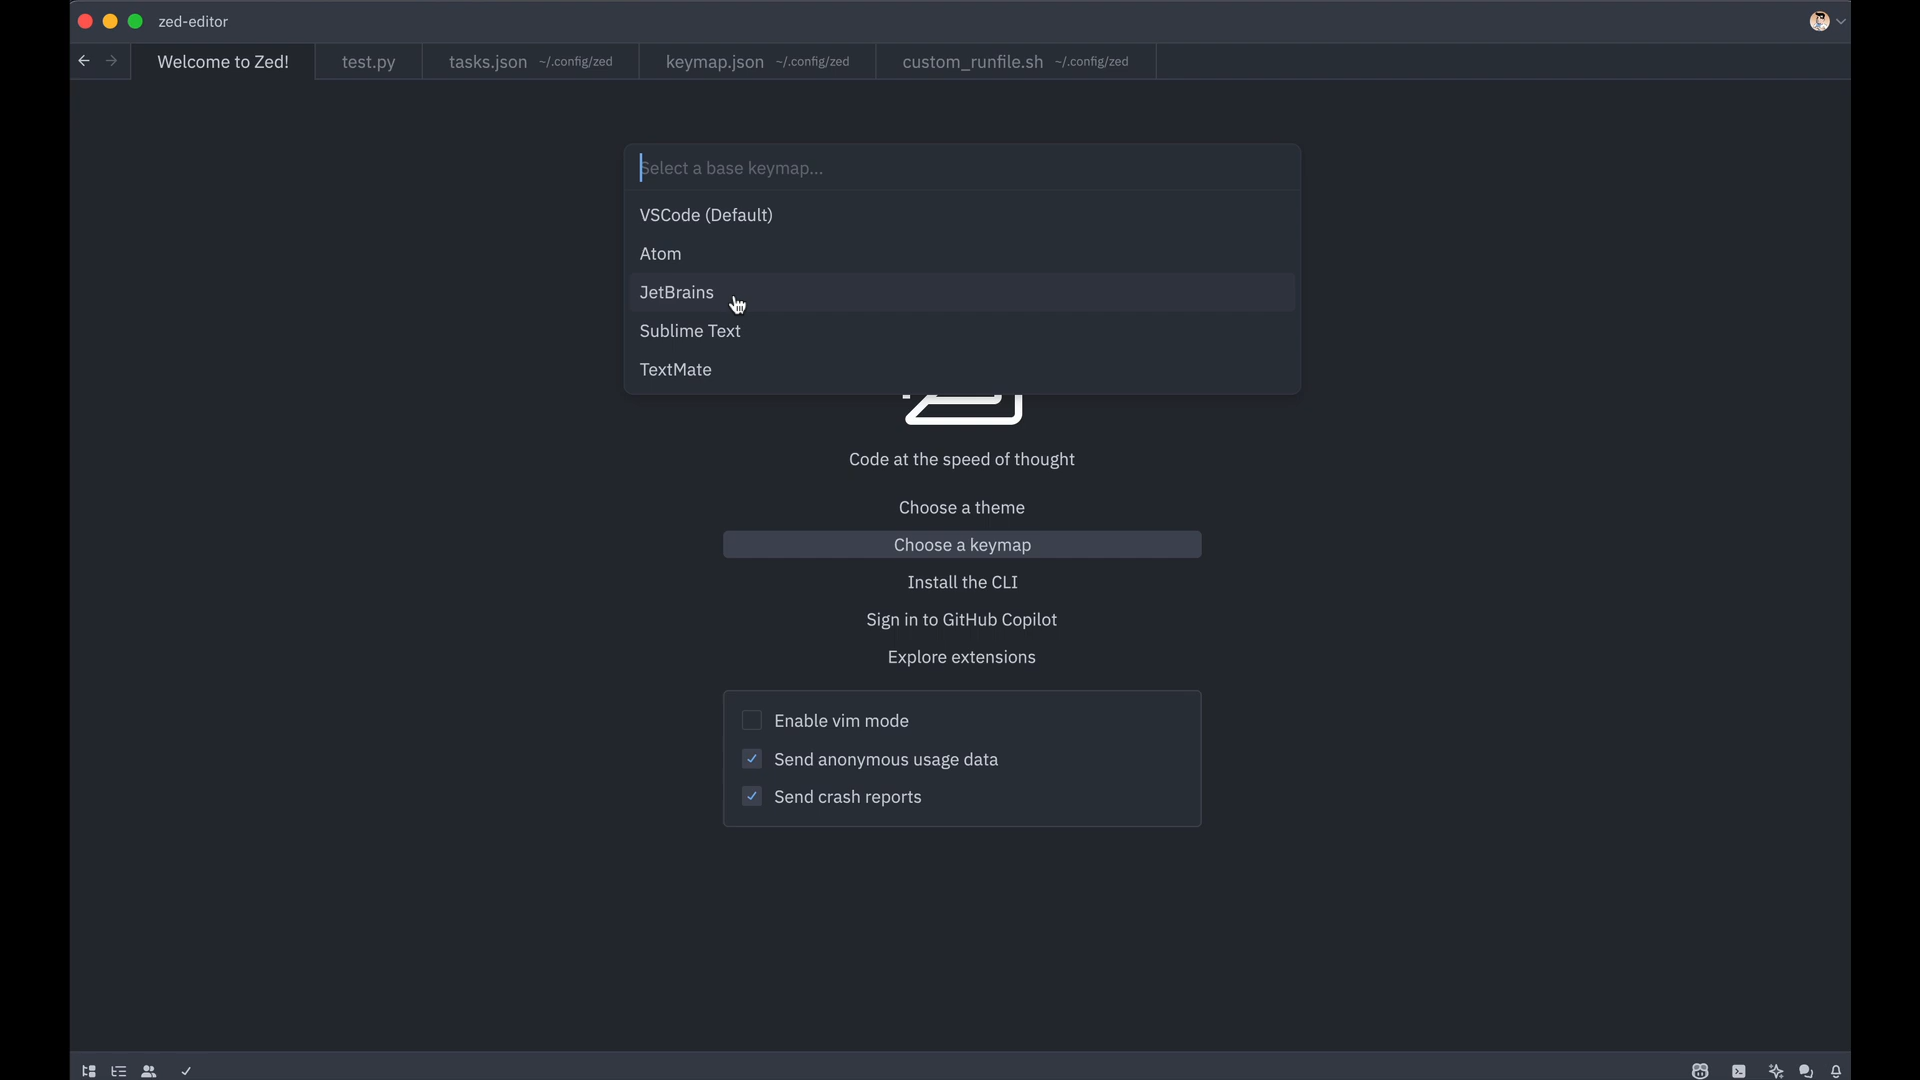 zed-editor
Welcome to Zed!
test.py
tasks.json ~/.config/zed
keymap.json ~/.config/zed
custom_runfile.sh ~/.config/zed
Select a base keymap...
VSCode (Default)
Atom
JetBrains
Sublime Text
TextMate
Code at the speed of thought
Choose a theme
Choose a keymap
Install the CLI
Sign in to GitHub Copilot
Explore extensions
Enable vim mode
Send anonymous usage data
Send crash reports